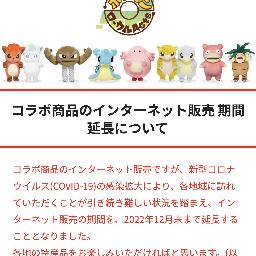 コラボ商品のインターネット販売 期間
延長について
コラボ商品のインターネット販売ですが、新型コロナ
ウイルス(COVID-19)の感染拡大により、各地域に訪れ
ていただくことが引き続き難しい状況を踏まえ、イン
ターネット販売の期間を、2022年12月末まで延長する
こととなりました。
各地の特産品をお楽しみいただければと思います。(以